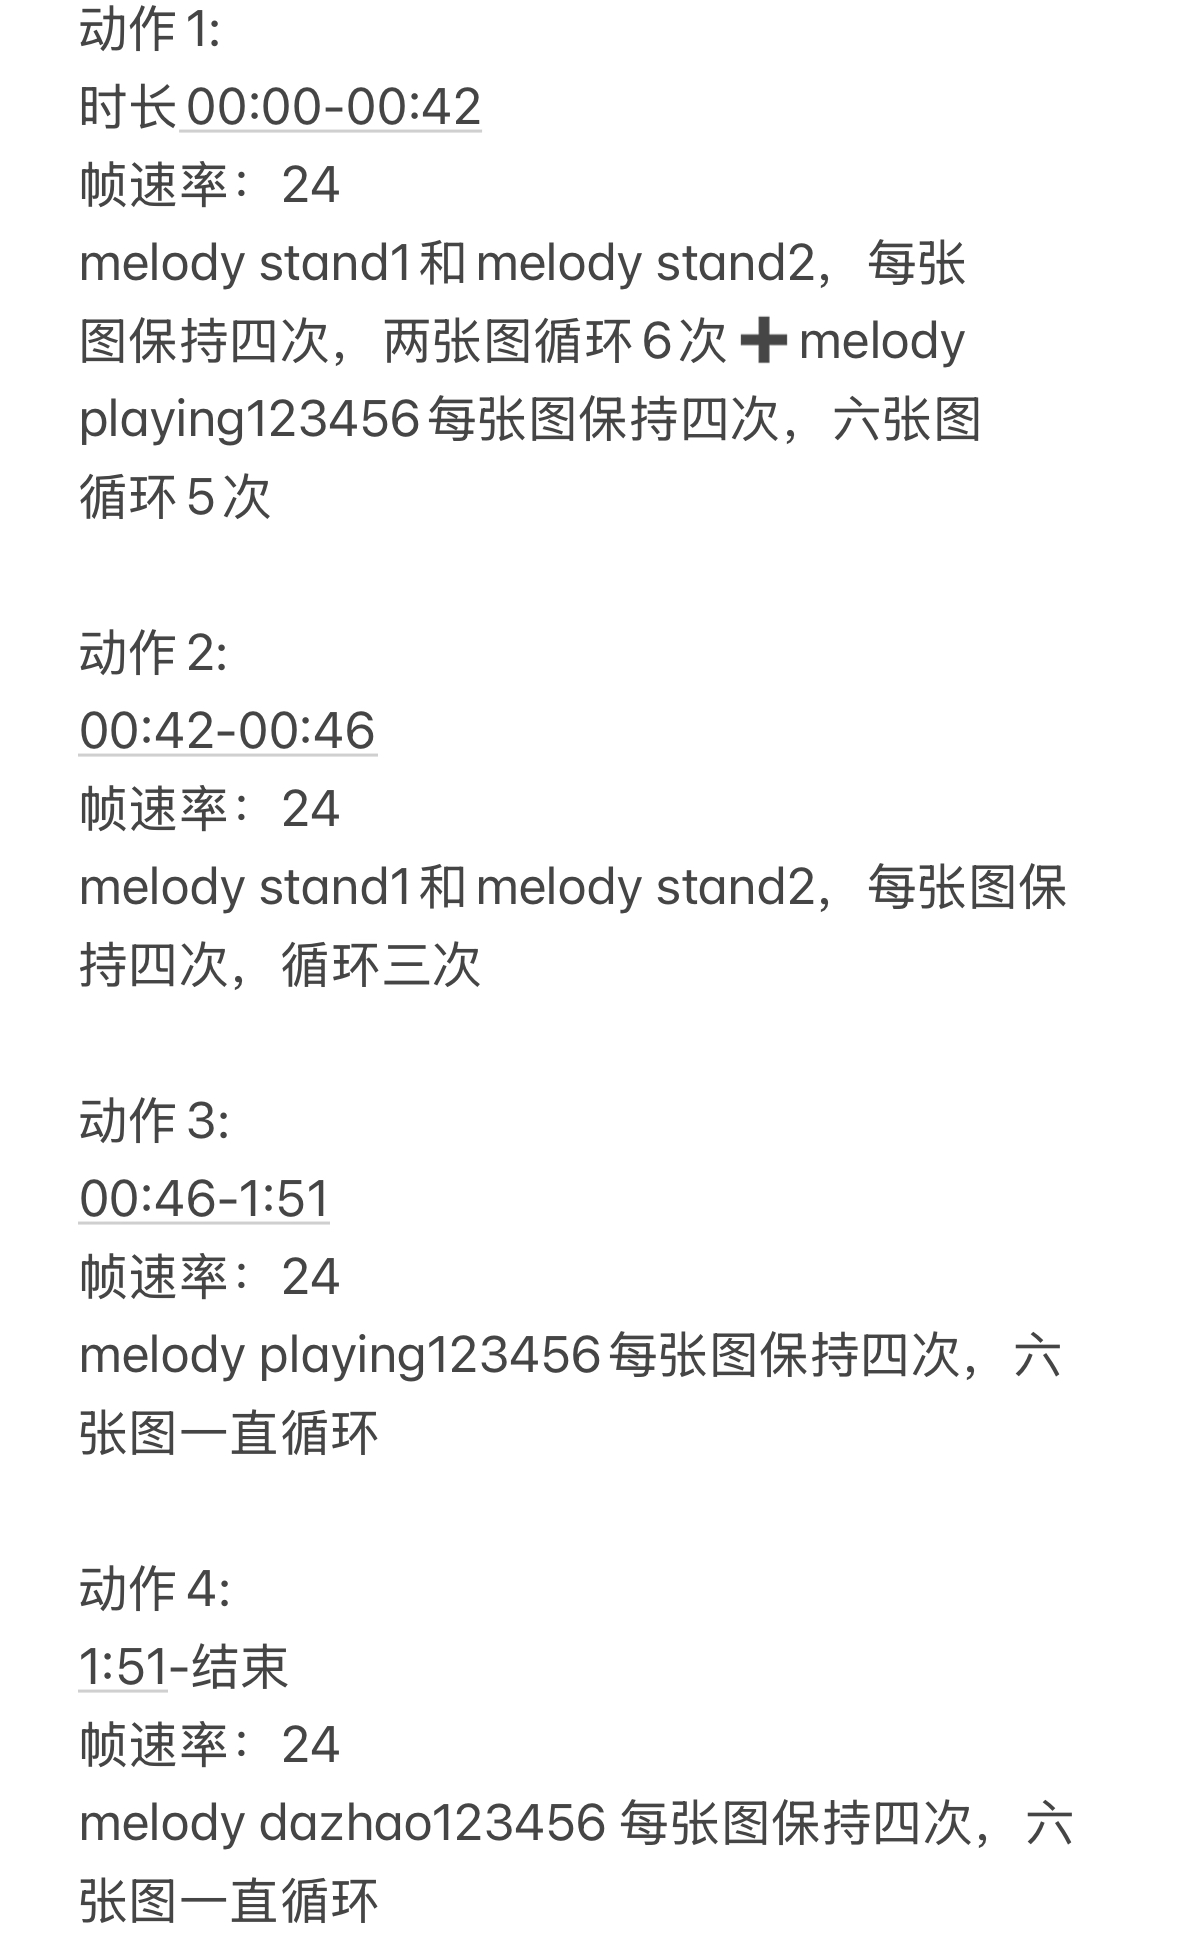 动作1:
时长00:00-00:42
帧速率：24
melody stand1和melody stand2，每张
图保持四次，两张图循环6次➕melody
playing123456每张图保持四次，六张图
循环5次
动作2:
00:42-00:46
帧速率：24
melody stand1和melody stand2，每张图保
持四次，循环三次
动作3:
00:46-1:51
帧速率：24
melody playing123456每张图保持四次，六
张图一直循环
动作4:
1:51-结束
帧速率：24
melody dazhao123456 每张图保持四次，六
张图一直循环